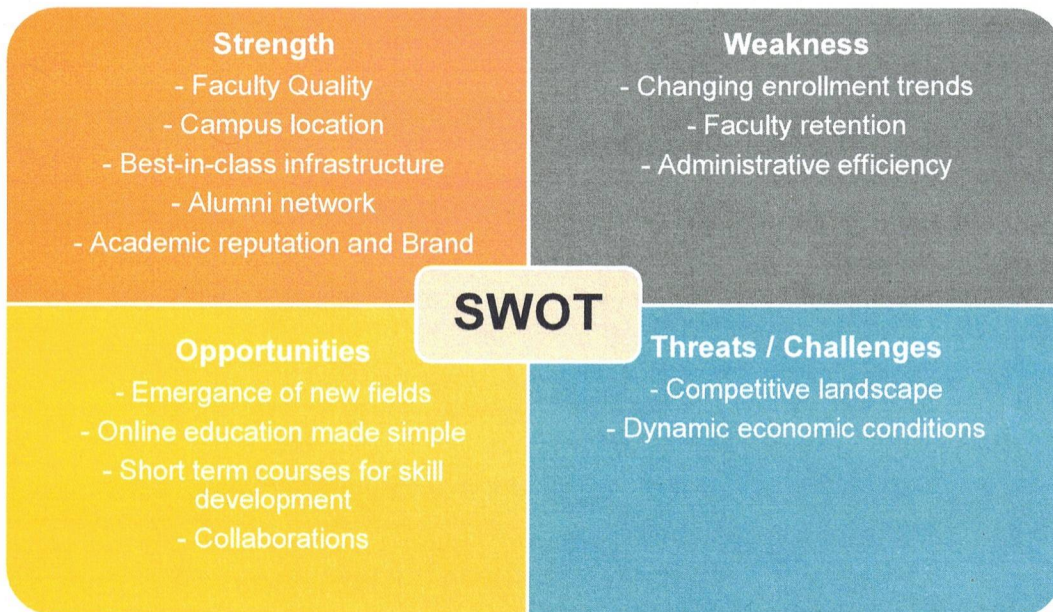 Strength
- Faculty Quality
- Campus location
- Best-in-class infrastructure
- Alumni network
- Academic reputation and Brand
Weakness
- Changing enrollment trends
- Faculty retention
- Administrative efficiency
SWOT
Opportunities
- Emergance of new fields
- Online education made simple
- Short term courses for skill
development
- Collaborations
Threats / Challenges
- Competitive landscape
- Dynamic economic conditions